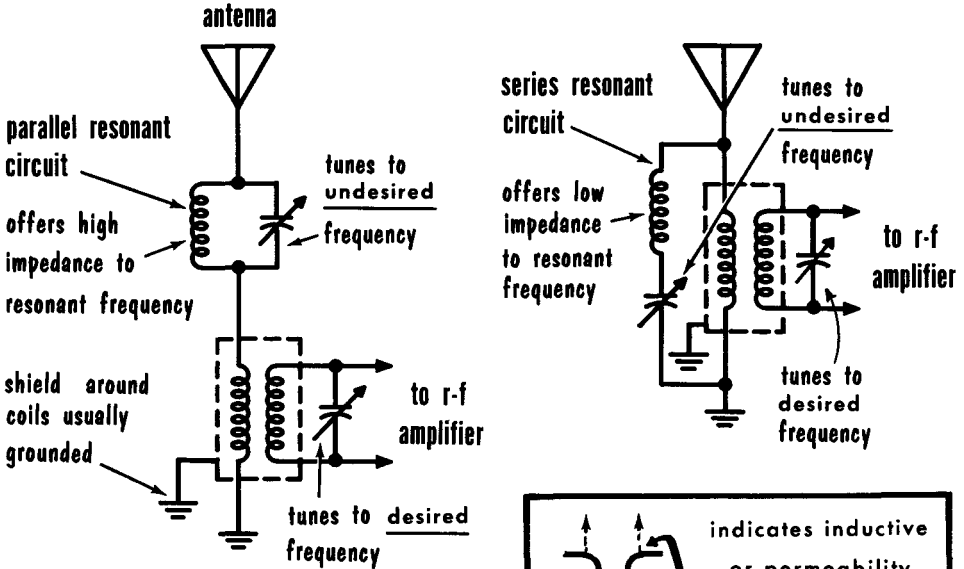 antenna
parallel resonant
circuit
tunes to
undesired
frequency
offers high
impedance to
resonant frequency
shield around
coils usually
grounded
to r-f
amplifier
tunes to desired
frequency
series resonant
circuit
tunes to
undesired
frequency
offers low
impedance
to resonant
frequency
to r-f
amplifier
tunes to
desired
frequency
indicates inductive
or permeability